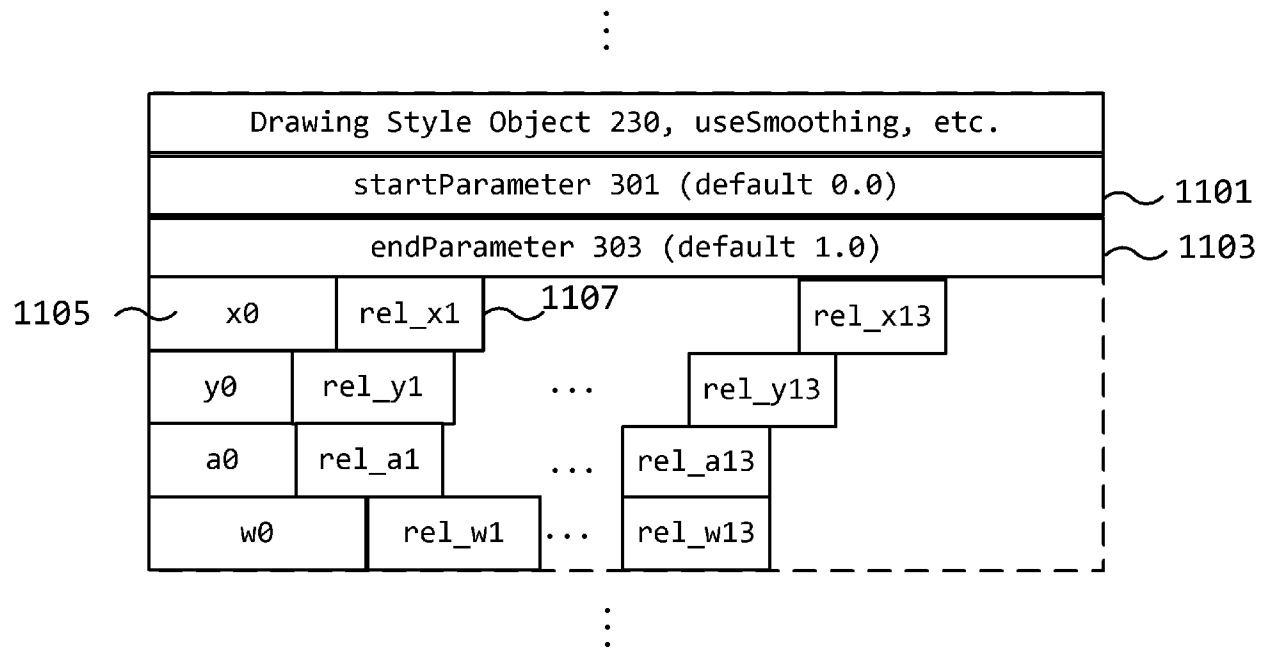 Drawing Style Object 230, useSmoothing, etc.
startParameter 301 (default 0.0)
1101
endParameter 303 (default 1.0)
1103
1105 x0 rel_x1 1107 rel_x13
y0 rel_y1 ... rel_y13
a0 rel_a1 ... rel_a13
w0 rel_w1 ... rel_w13